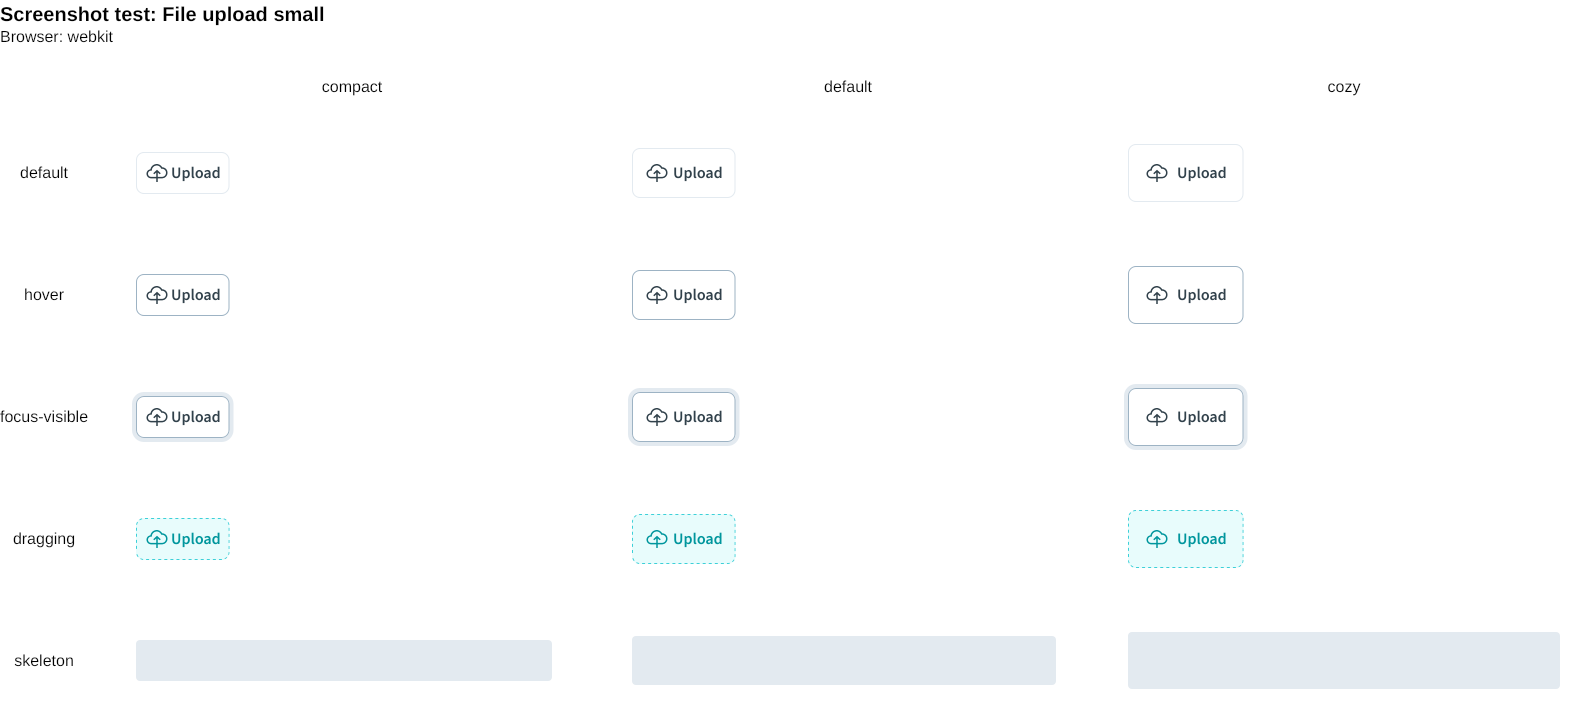 Screenshot test: File upload small
Browser: webkit
compact default cozy
default Upload Upload Upload
hover Upload Upload Upload
focus-visible Upload Upload Upload
dragging Upload Upload Upload
skeleton